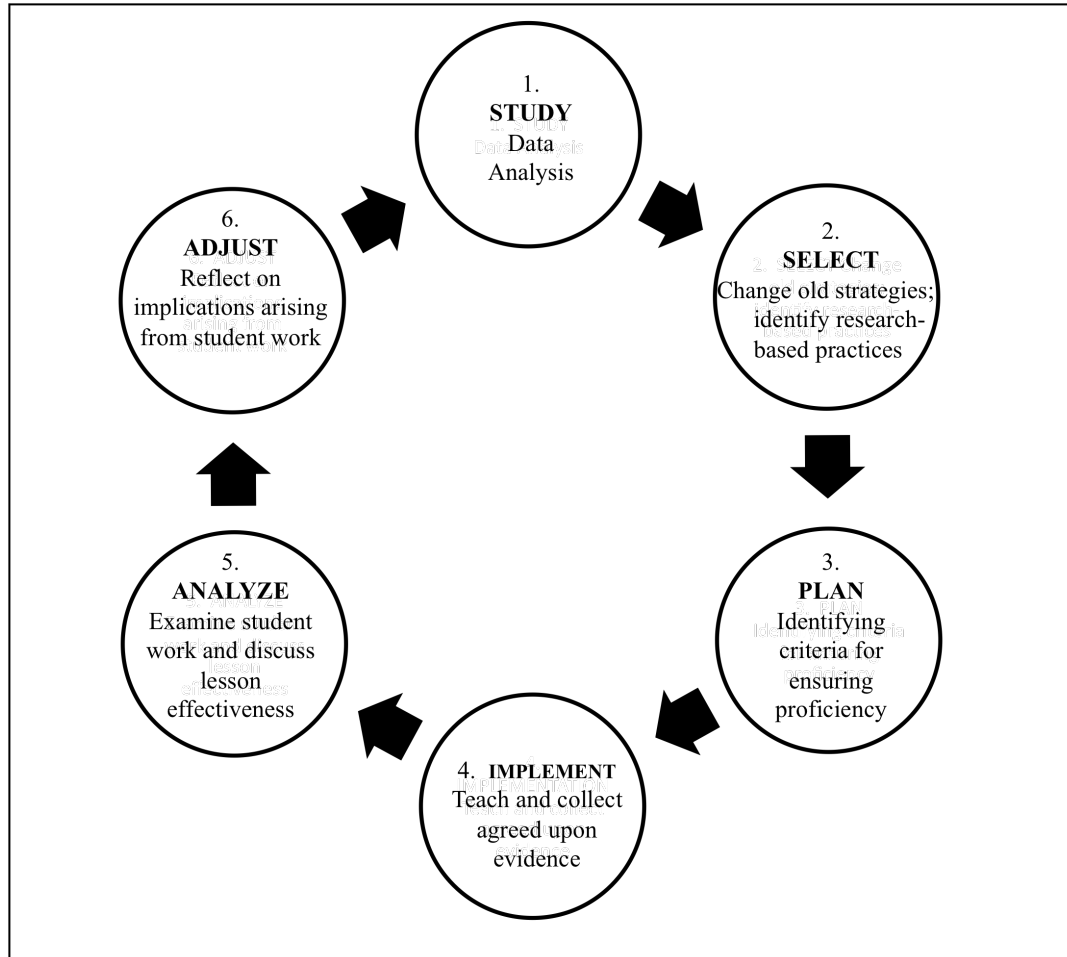 1.
STUDY
Data
Analysis
2.
SELECT
Change old strategies;
identify research-
based practices
3.
PLAN
Identifying
criteria for
ensuring
proficiency
4. IMPLEMENT
Teach and collect
agreed upon
evidence
5.
ANALYZE
Examine student
work and discuss
lesson
effectiveness
6.
ADJUST
Reflect on
implications arising
from student work